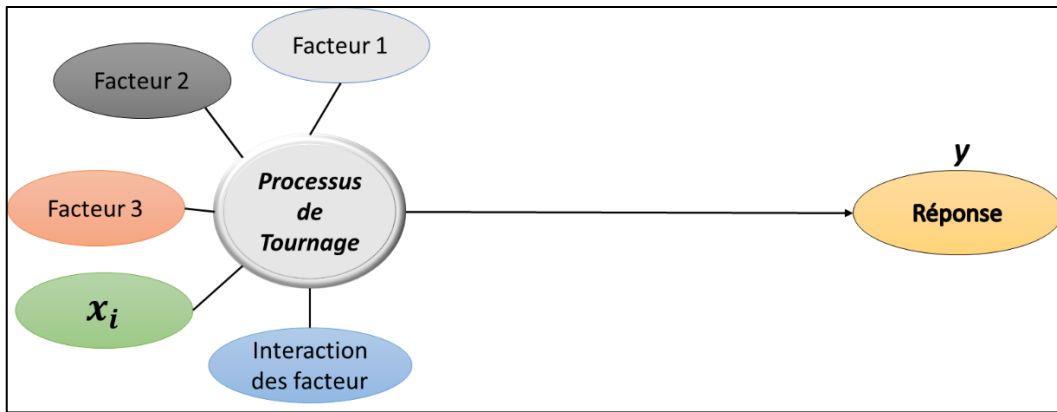 Facteur 1
Facteur 2
Facteur 3
x_i
Interaction
des facteur
Processus
de
Tournage
y
Réponse